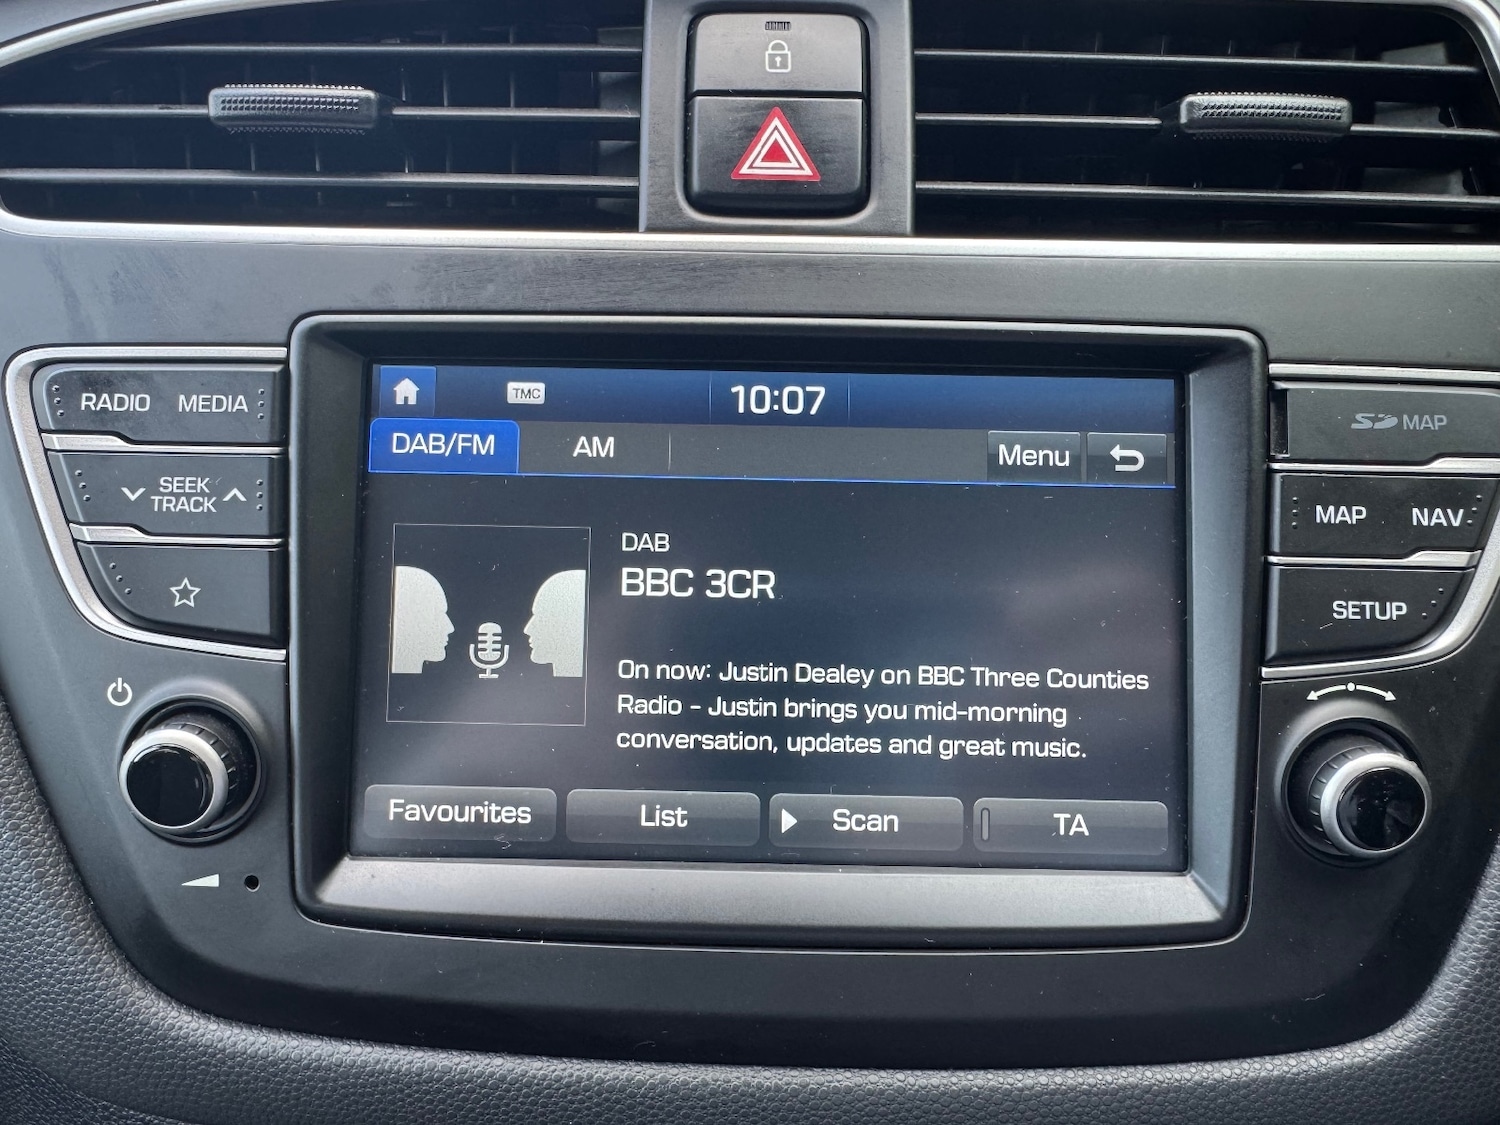 RADIO MEDIA
SEEK
TRACK
TMC
10:07
DAB/FM AM Menu
DAB
BBC 3CR
On now: Justin Dealey on BBC Three Counties
Radio - Justin brings you mid-morning
conversation, updates and great music.
Favourites List Scan TA
SD MAP
MAP NAV
SETUP